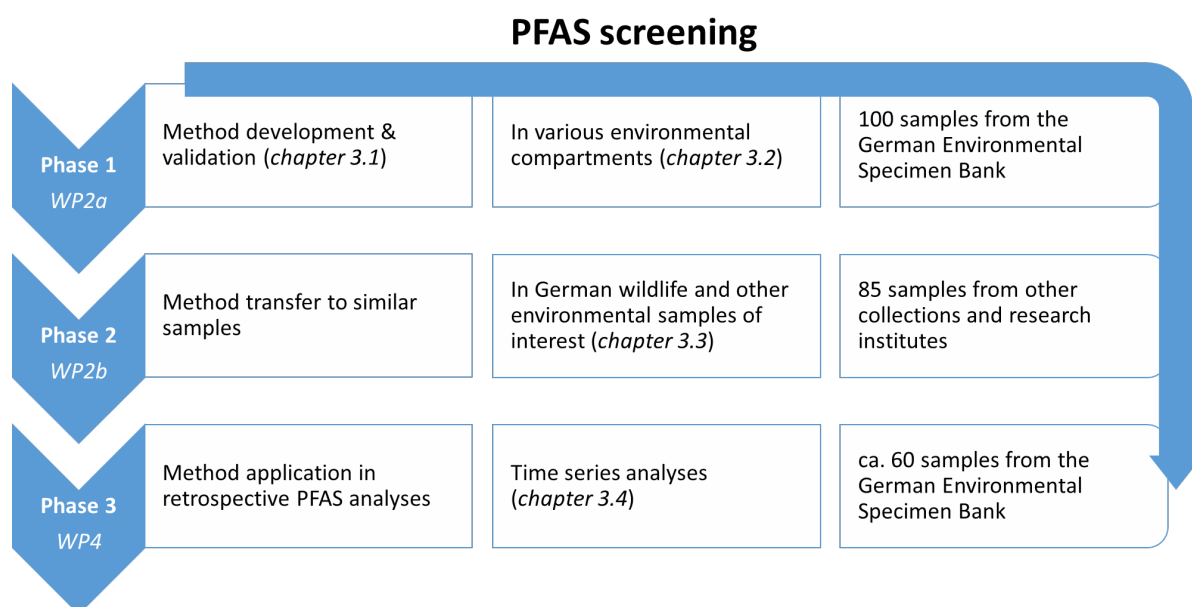 PFAS screening
Phase 1
WP2a
Method development &
validation (chapter 3.1)
In various environmental
compartments (chapter 3.2)
100 samples from the
German Environmental
Specimen Bank
Phase 2
WP2b
Method transfer to similar
samples
In German wildlife and other
environmental samples of
interest (chapter 3.3)
85 samples from other
collections and research
institutes
Phase 3
WP4
Method application in
retrospective PFAS analyses
Time series analyses
(chapter 3.4)
ca. 60 samples from the
German Environmental
Specimen Bank